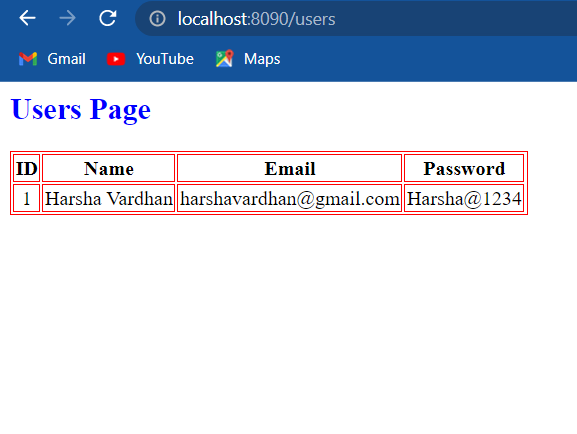 localhost:8090/users
Gmail YouTube Maps
Users Page
ID Name Email Password
1 Harsha Vardhan harshavardhan@gmail.com Harsha@1234